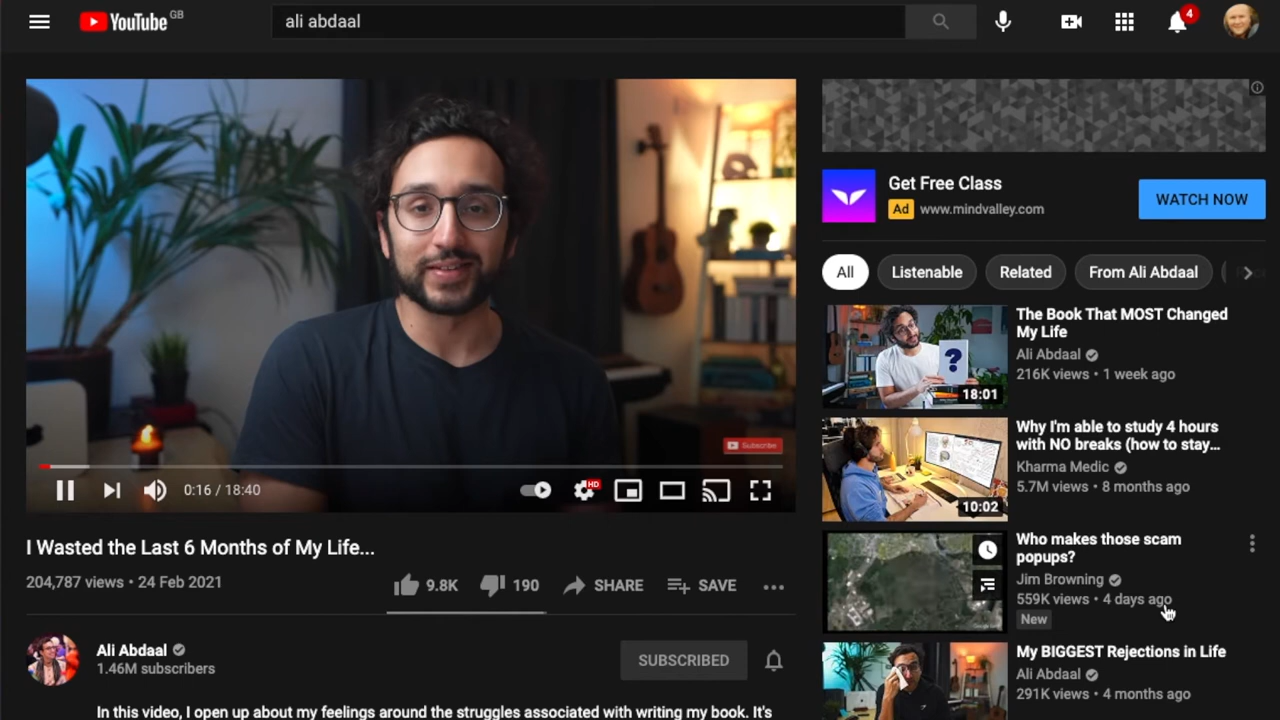 YouTube GB
ali abdaal
4
Get Free Class
Ad www.mindvalley.com
WATCH NOW
All
Listenable
Related
From Ali Abdaal
Subscribe
HD
0:16 / 18:40
I Wasted the Last 6 Months of My Life...
204,787 views • 24 Feb 2021
9.8K
190
SHARE
SAVE
Ali Abdaal
1.46M subscribers
SUBSCRIBED
In this video, I open up about my feelings around the struggles associated with writing my book. It's
18:01
The Book That MOST Changed
My Life
Ali Abdaal
216K views • 1 week ago
10:02
Why I'm able to study 4 hours
with NO breaks (how to stay...
Kharma Medic
5.7M views • 8 months ago
Who makes those scam
popups?
Jim Browning
559K views • 4 days ago
New
My BIGGEST Rejections in Life
Ali Abdaal
291K views • 4 months ago